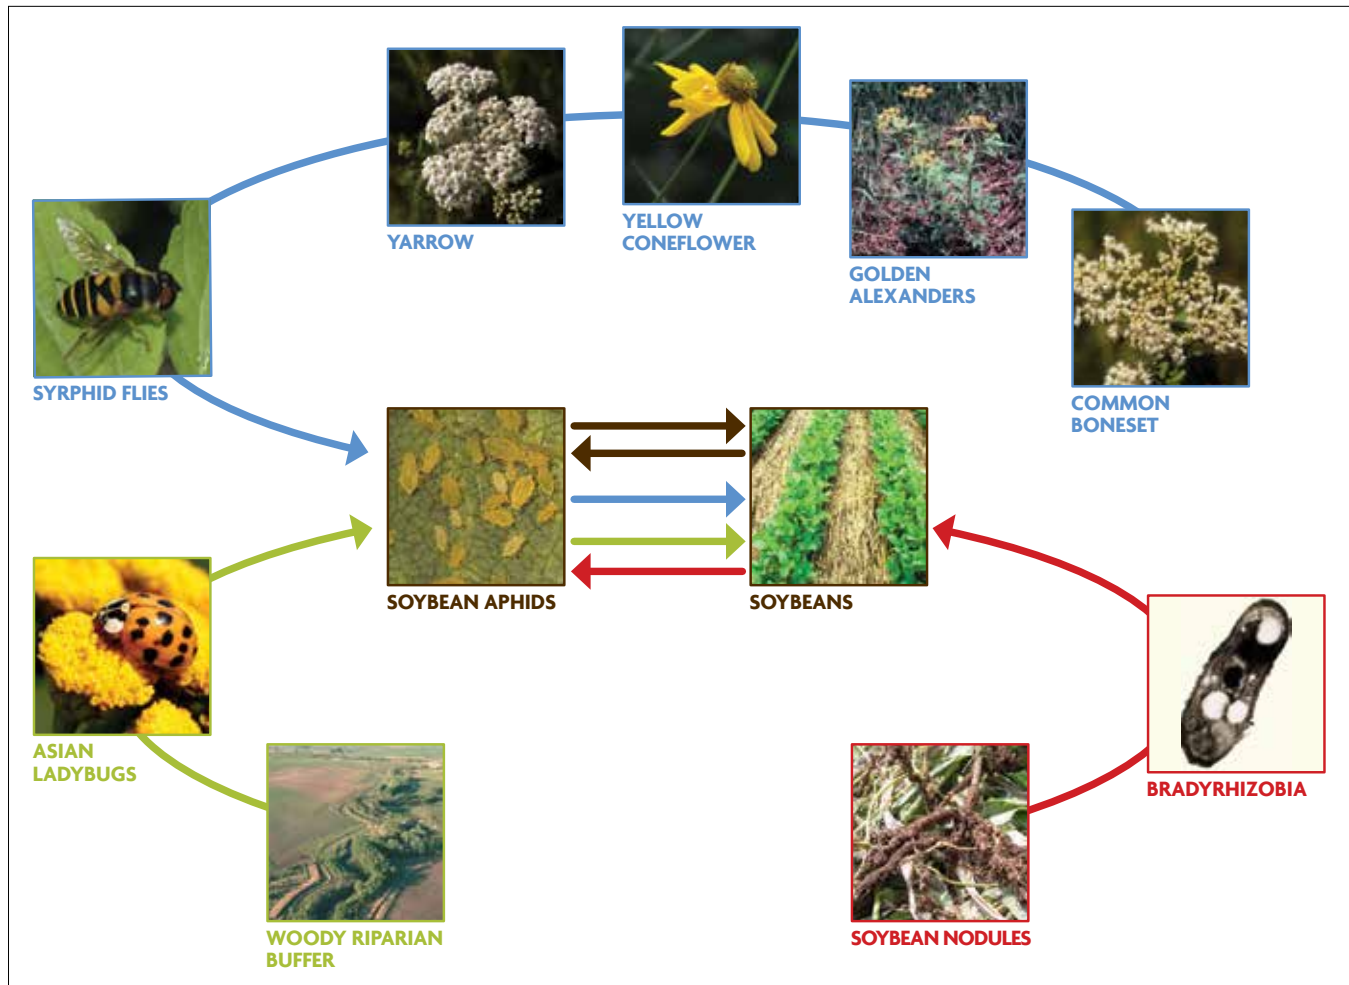 YARROW
YELLOW
CONEFLOWER
GOLDEN
ALEXANDERS
SYRPHID FLIES
COMMON
BONESET
SOYBEAN APHIDS
SOYBEANS
ASIAN
LADYBUGS
BRADYRHIZOBIA
WOODY RIPARIAN
BUFFER
SOYBEAN NODULES